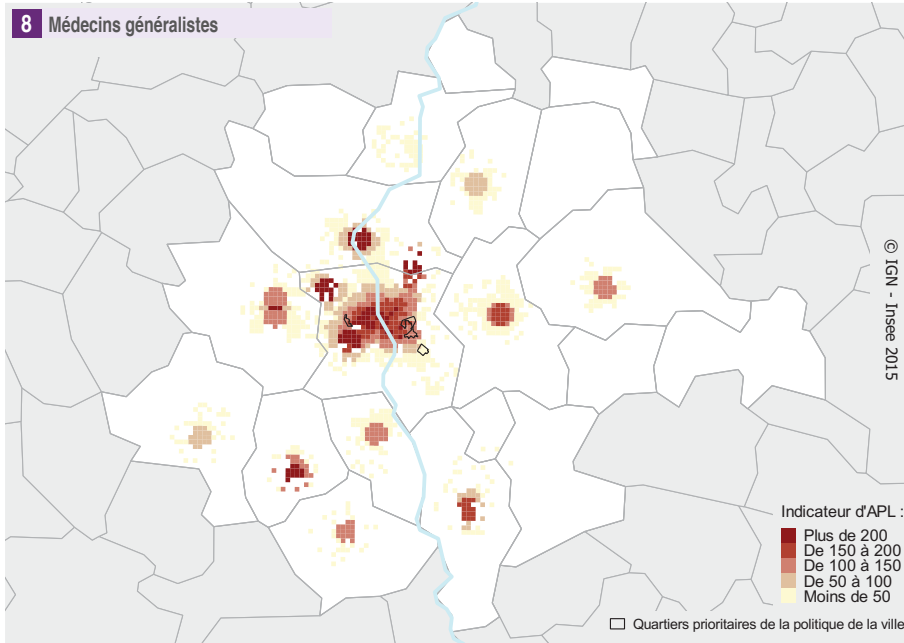 8 Médecins généralistes
© IGN - Insee 2015
Indicateur d'APL :
Plus de 200
De 150 à 200
De 100 à 150
De 50 à 100
Moins de 50
Quartiers prioritaires de la politique de la ville